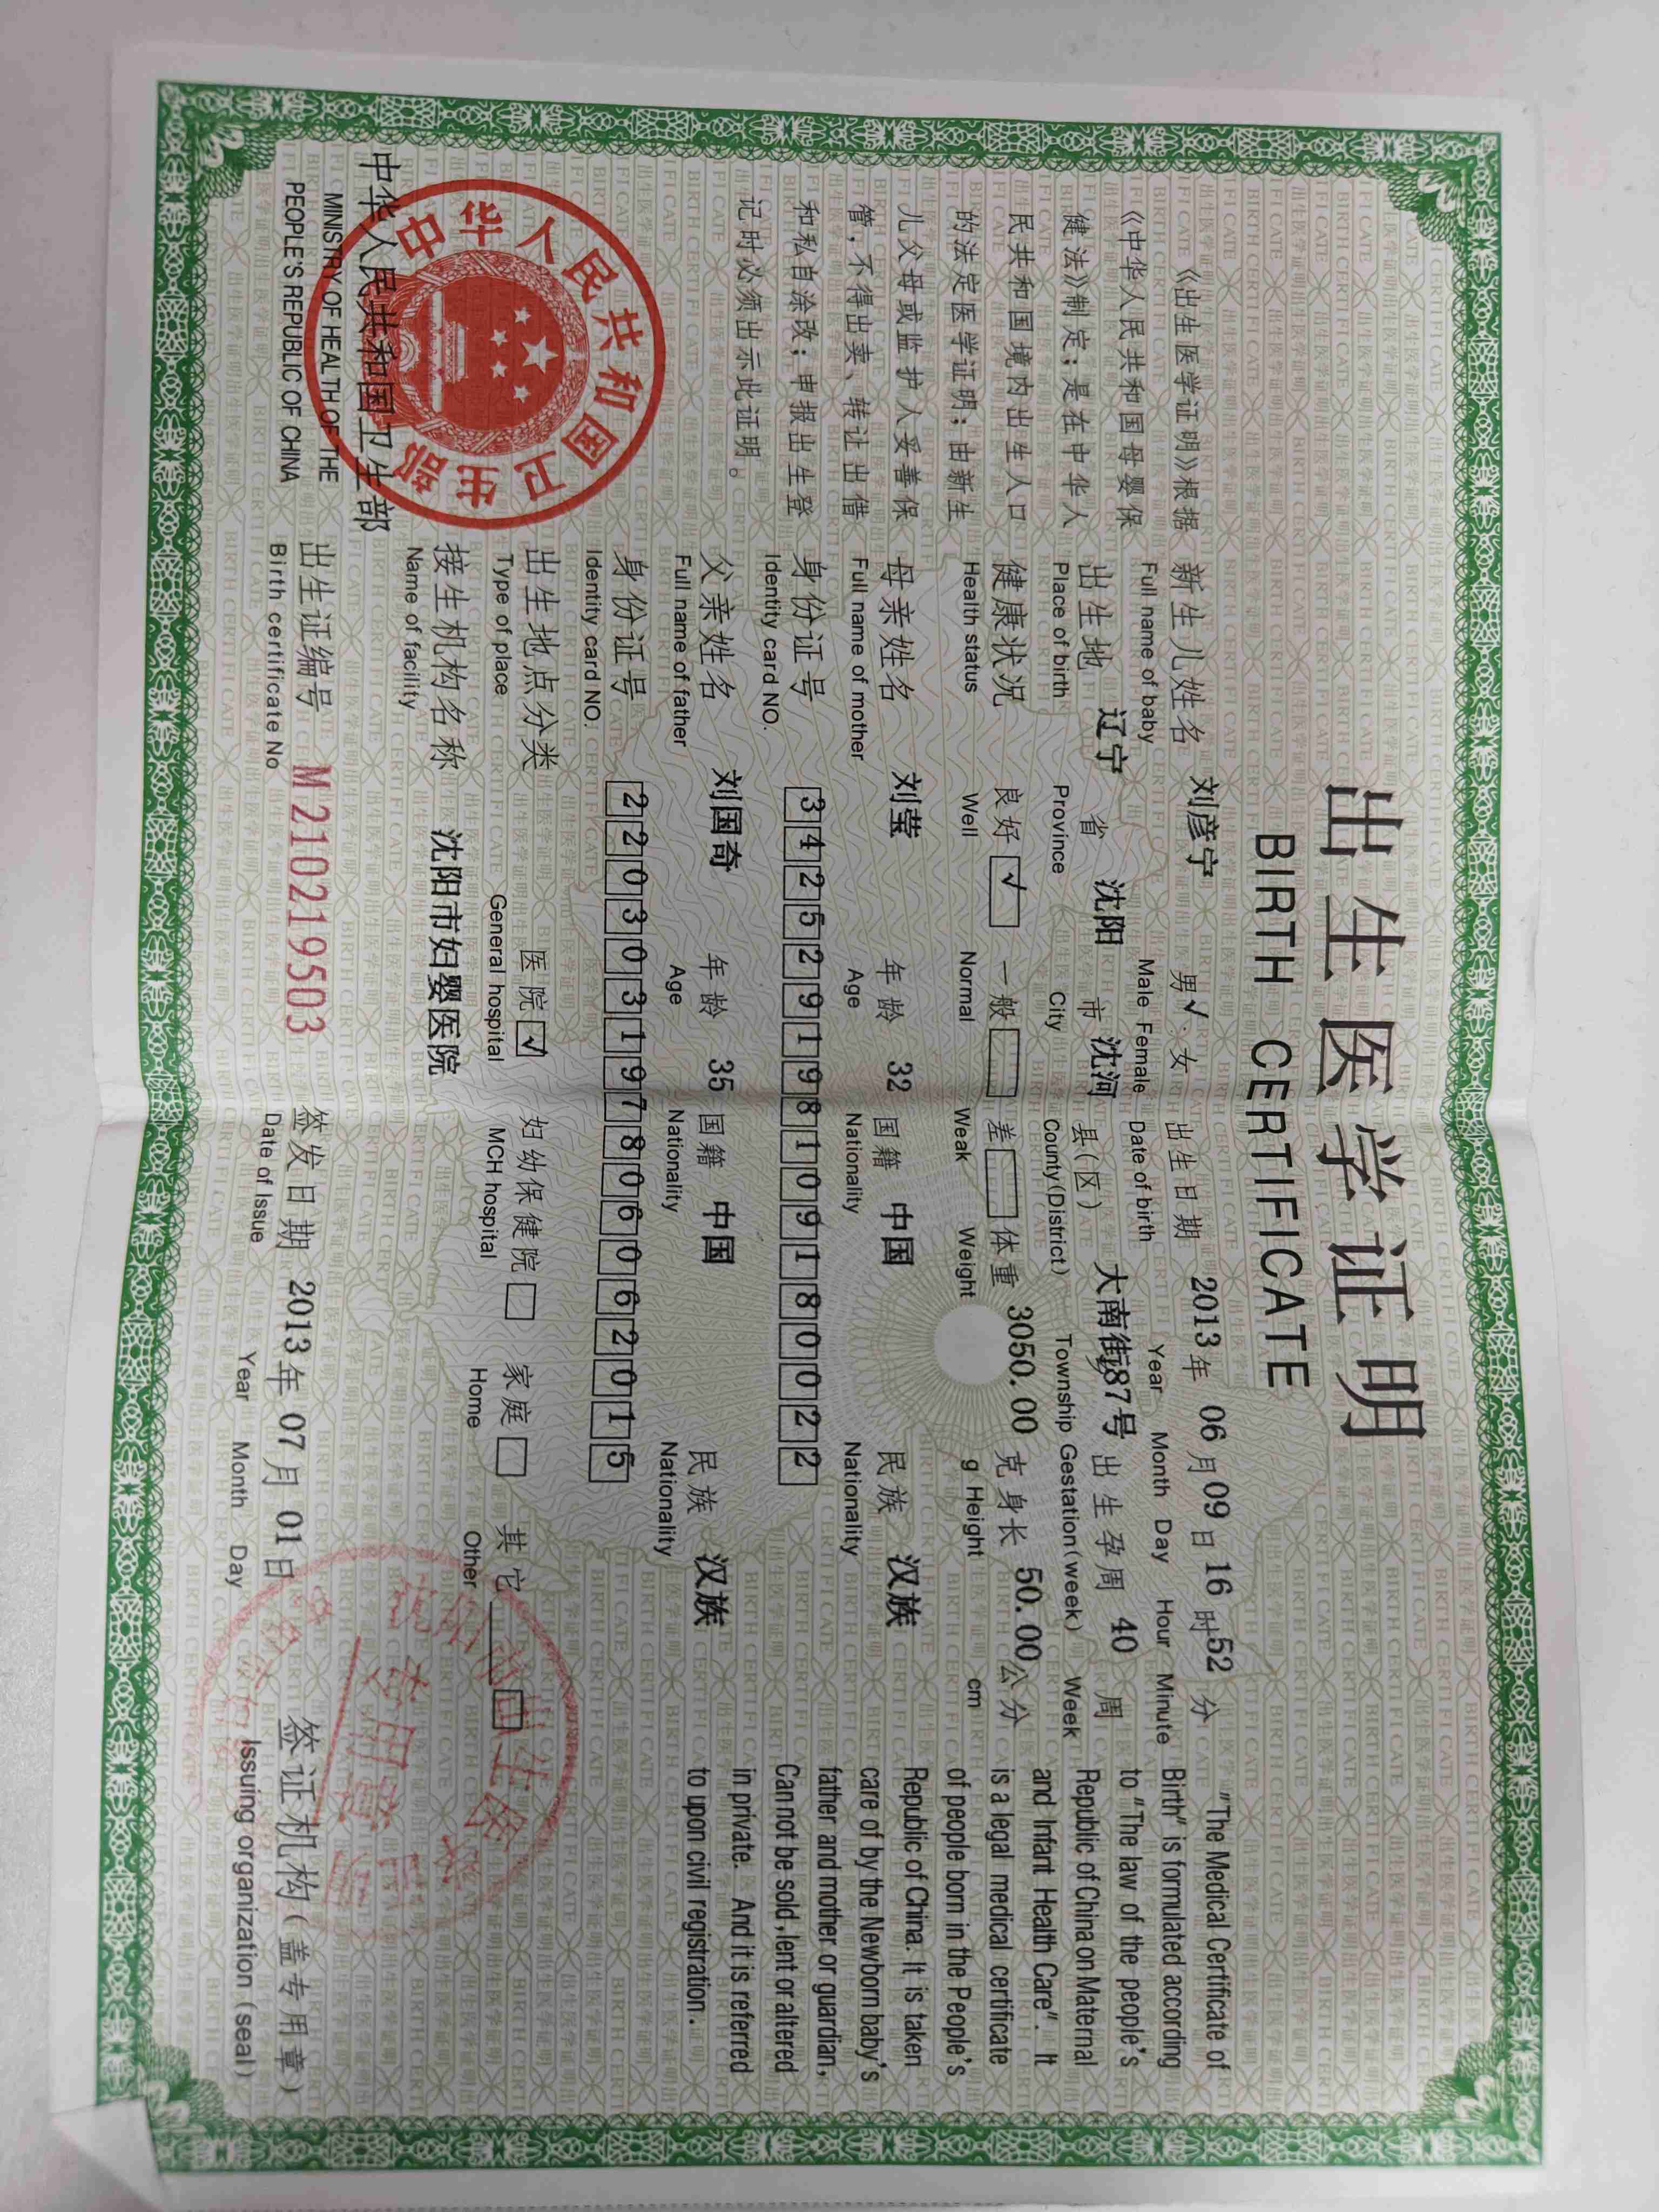 出生医学证明
BIRTH CERTIFICATE
《出生医学证明》根据
《中华人民共和国母婴保
健法》制定；是在中华人
民共和国境内出生人口
的法定医学证明；由新生
儿父母或监护人妥善保
管，不得出卖、转让出借
和私自涂改；申报出生登
记时必须出示此证明。
中华人民共和国卫生部
中华人民共和国卫生部
MINISTRY OF HEALTH OF THE
PEOPLE'S REPUBLIC OF CHINA
新生儿姓名 刘彦宁 男√.女 出生日期 2013年 06月09日16时52分
Full name of baby Male Female Date of birth Year Month Day Hour Minute
出生地 辽宁 省 沈阳 市 沈河 县(区) 大南街87号 出生孕周 40 周
Place of birth Province City County(District) Township Gestation(week) Week
健康状况 良好 √ 一般 差 体重 3050.00 克身长 50.00公分
Health status Well Normal Weak Weight g Height cm
母亲姓名 刘莹 年龄 32 国籍 中国 民族 汉族
Full name of mother Age Nationality Nationality
身份证号 342529198109180022
Identity card NO.
父亲姓名 刘国奇 年龄 35 国籍 中国 民族 汉族
Full name of father Age Nationality Nationality
身份证号 220303197806062015
Identity card NO.
出生地点分类 医院 √ 妇幼保健院 家庭 其它
Type of place General hospital MCH hospital Home Other
接生机构名称 沈阳市妇婴医院
Name of facility
出生证编号 M210219503 签发日期 2013年 07月 01日 签证机构(盖专用章)
Birth certificate No Date of Issue Year Month Day Issuing organization (seal)
"The Medical Certificate of
Birth" is formulated according
to "The law of the people's
Republic of China on Maternal
and Infant Health Care". It
is a legal medical certificate
of people born in the People's
Republic of China. It is taken
care of by the Newborn baby's
father and mother or guardian,
Can not be sold, lent or altered
in private. And it is referred
to upon civil registration.